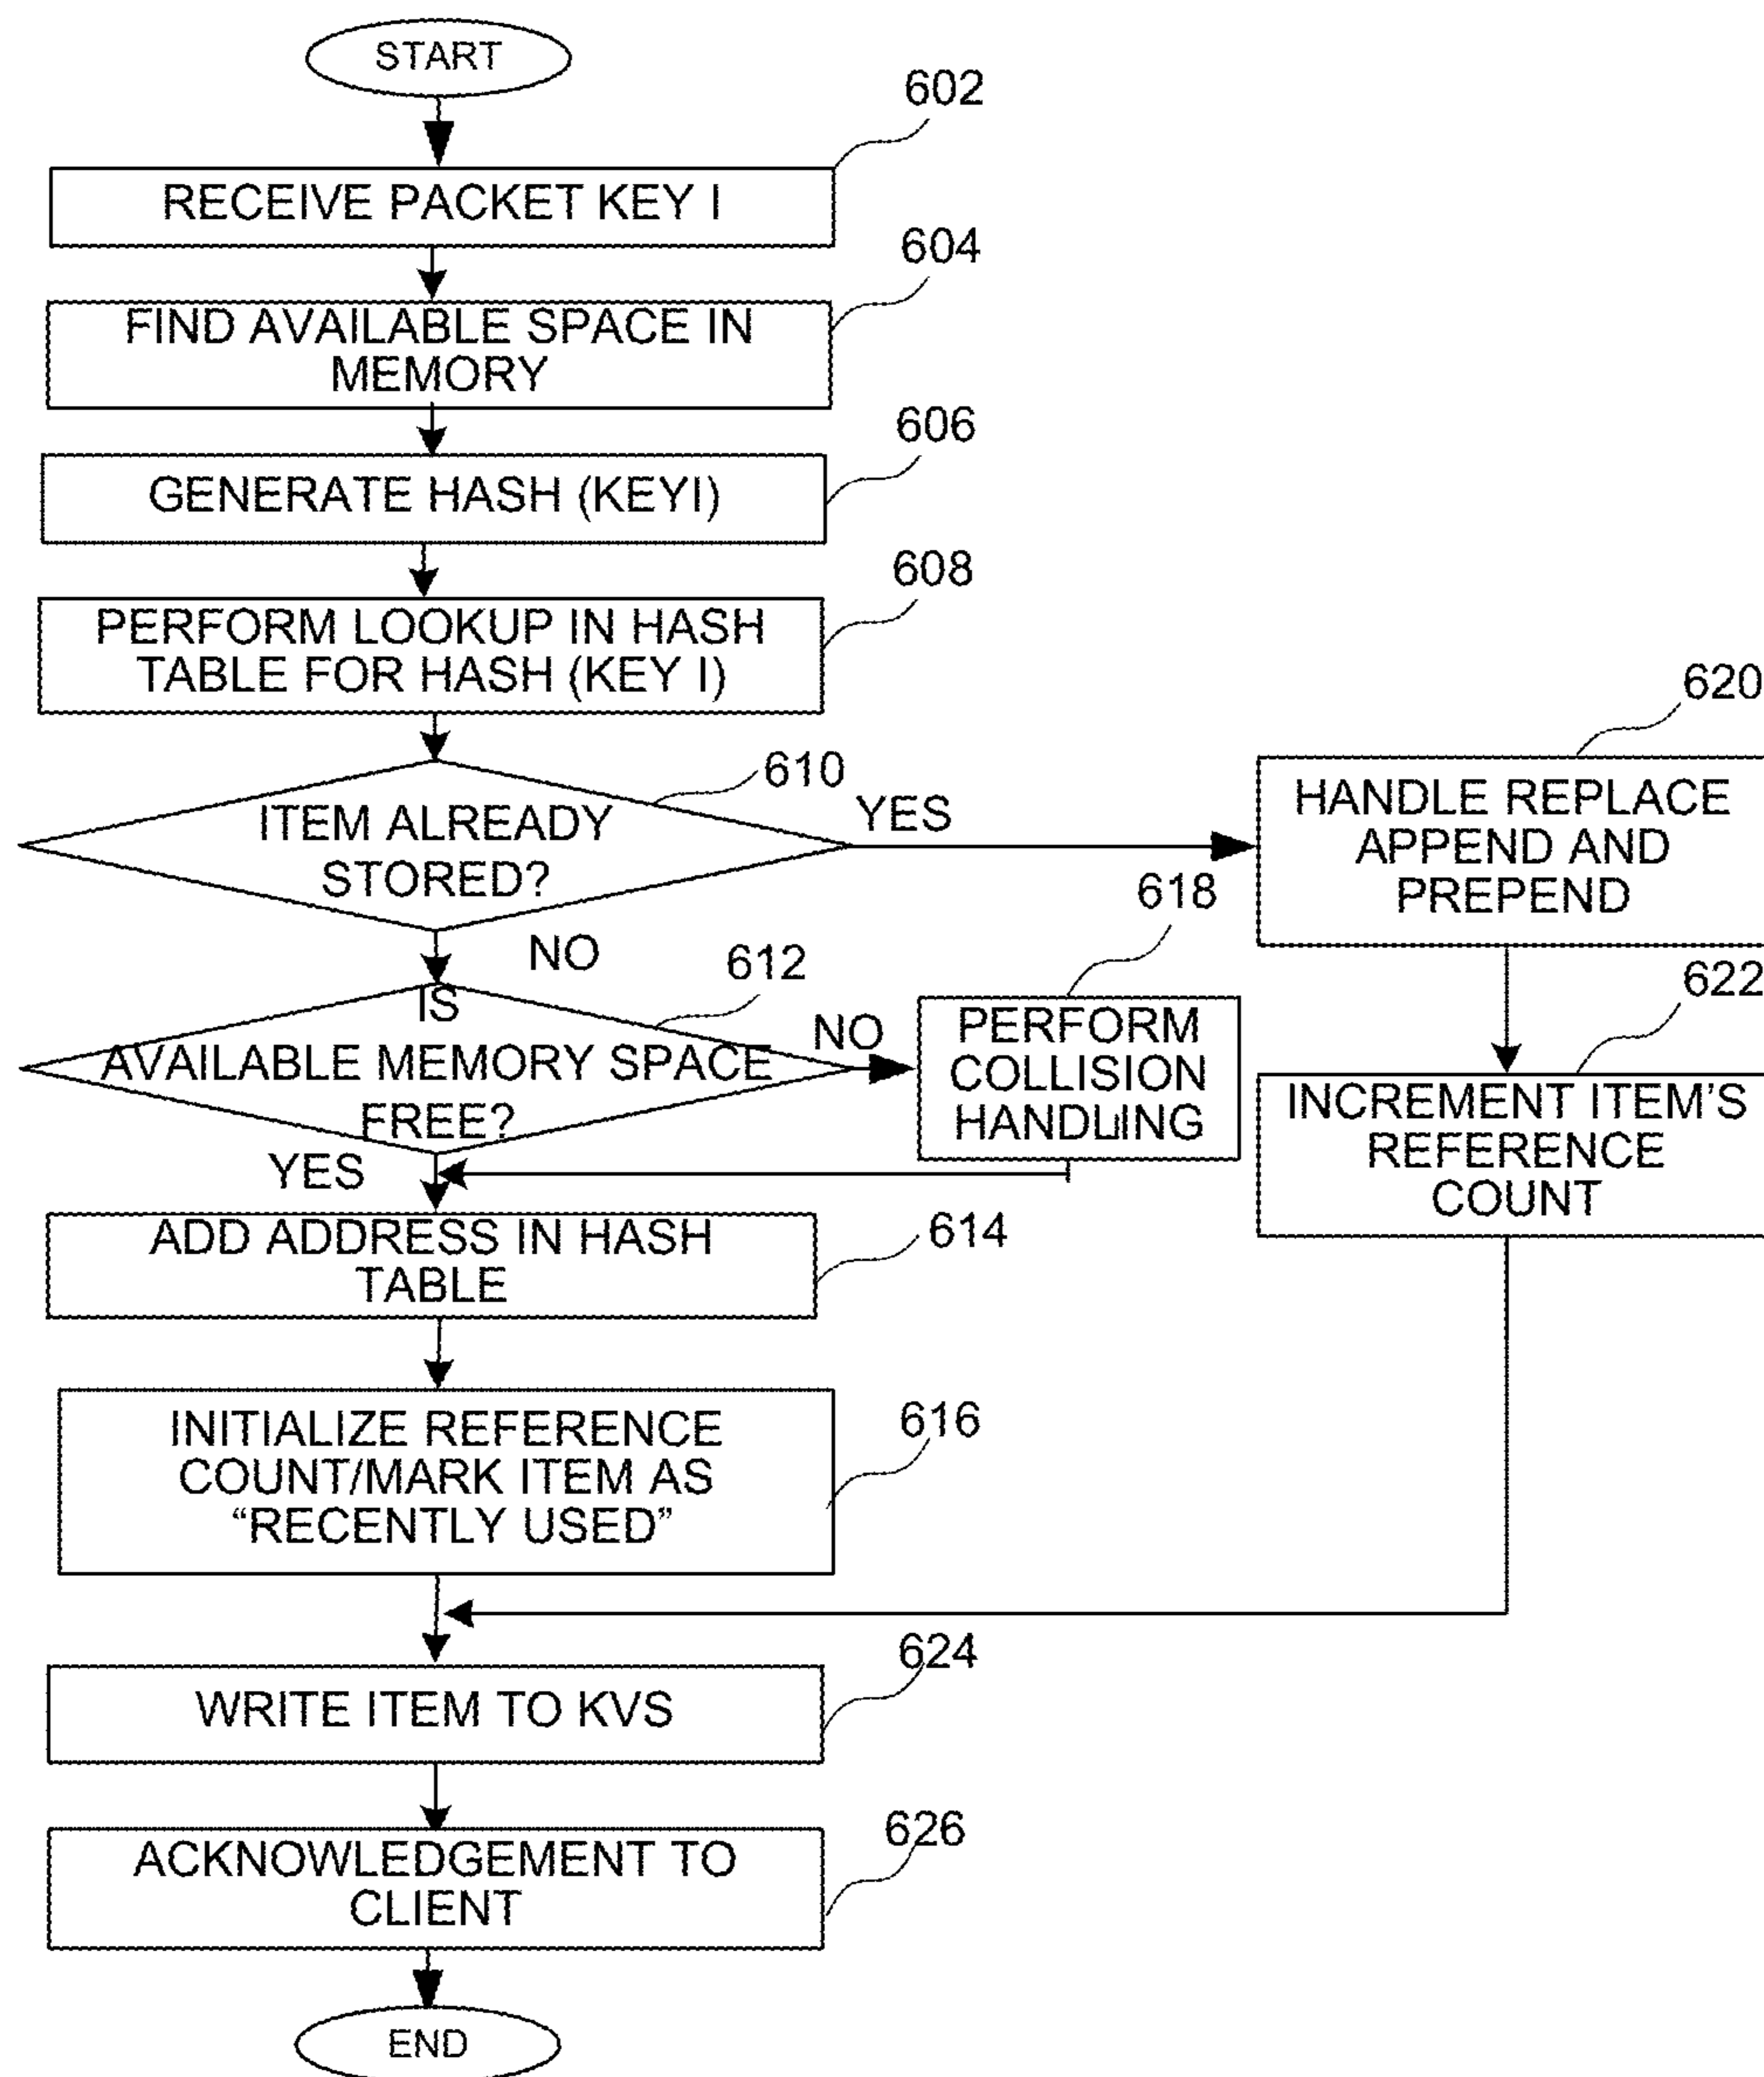 START
602
RECEIVE PACKET KEY I
604
FIND AVAILABLE SPACE IN
MEMORY
606
GENERATE HASH (KEYI)
608
PERFORM LOOKUP IN HASH
TABLE FOR HASH (KEY I)
610
ITEM ALREADY
STORED?
YES
620
HANDLE REPLACE
APPEND AND
PREPEND
NO
612
IS
AVAILABLE MEMORY SPACE
FREE?
NO
618
PERFORM
COLLISION
HANDLING
622
INCREMENT ITEM'S
REFERENCE
COUNT
YES
614
ADD ADDRESS IN HASH
TABLE
616
INITIALIZE REFERENCE
COUNT/MARK ITEM AS
“RECENTLY USED”
624
WRITE ITEM TO KVS
626
ACKNOWLEDGEMENT TO
CLIENT
END